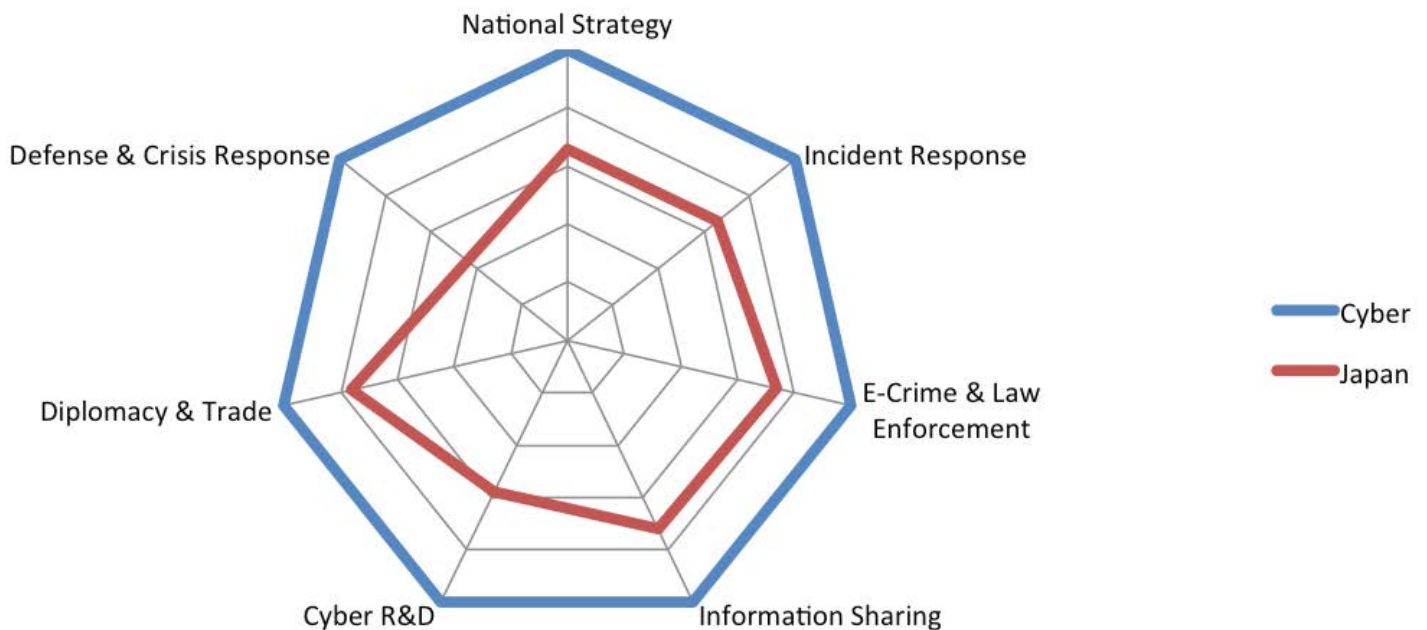 National Strategy
Defense & Crisis Response
Incident Response
Cyber
Japan
Diplomacy & Trade
E-Crime & Law
Enforcement
Cyber R&D
Information Sharing